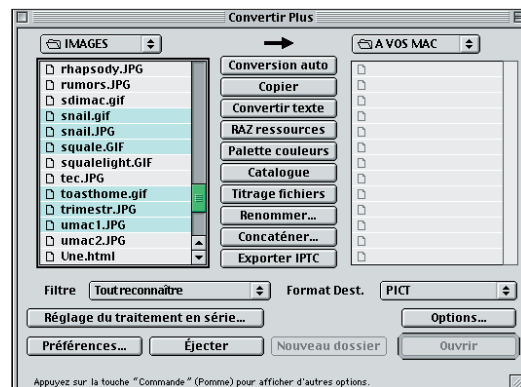 Convertir Plus
IMAGES
A VOS MAC
rhapsody.JPG
rumors.JPG
sdimac.gif
snail.gif
snail.JPG
squale.GIF
squalelight.GIF
tec.JPG
toasthome.gif
trimestr.JPG
umac1.JPG
umac2.JPG
Une.html
Conversion auto
Copier
Convertir texte
RAZ ressources
Palette couleurs
Catalogue
Titrage fichiers
Renommer...
Concaténer...
Exporter IPTC
Filtre Tout reconnaître Format Dest. PICT
Réglage du traitement en série... Options...
Préférences... Éjecter Nouveau dossier Ouvrir
Appuyez sur la touche "Commande" (Pomme) pour afficher d'autres options.